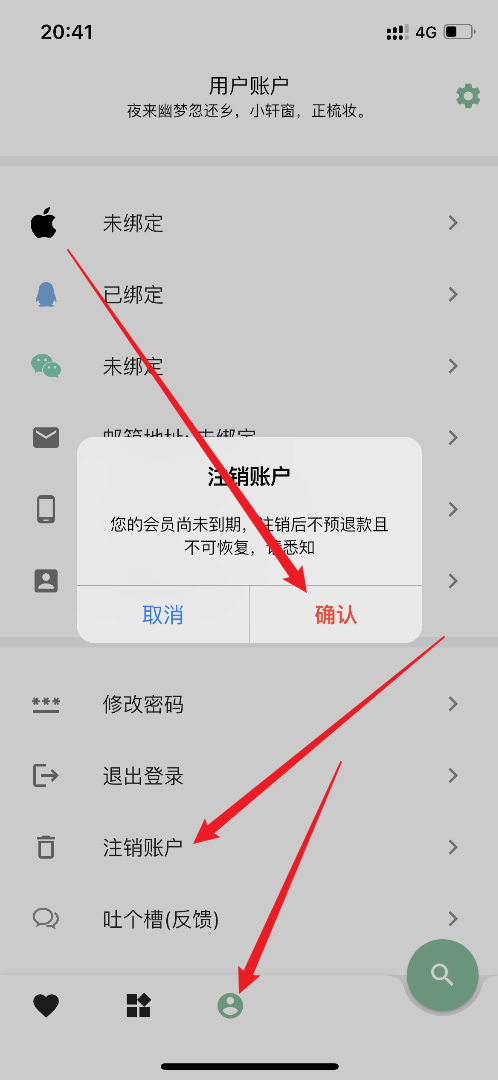 20:41
4G
用户账户
夜来幽梦忽还乡，小轩窗，正梳妆。
未绑定
已绑定
未绑定
邮箱地址: 未绑定
注销账户
您的会员尚未到期，注销后不预退款且
不可恢复，请悉知
取消
确认
修改密码
退出登录
注销账户
吐个槽(反馈)